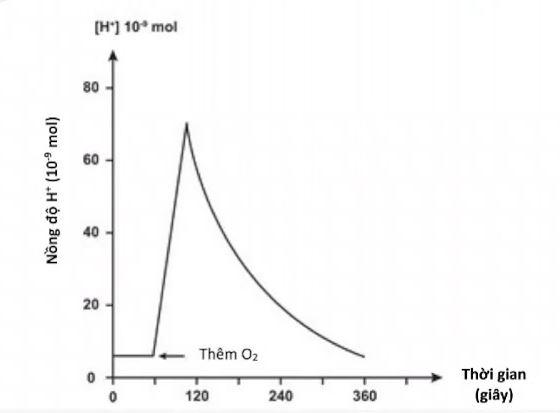 [H⁺] 10⁻⁹ mol
Nồng độ H⁺ (10⁻⁹ mol)
80
60
40
20
0
Thêm O₂
0
120
240
360
Thời gian
(giây)